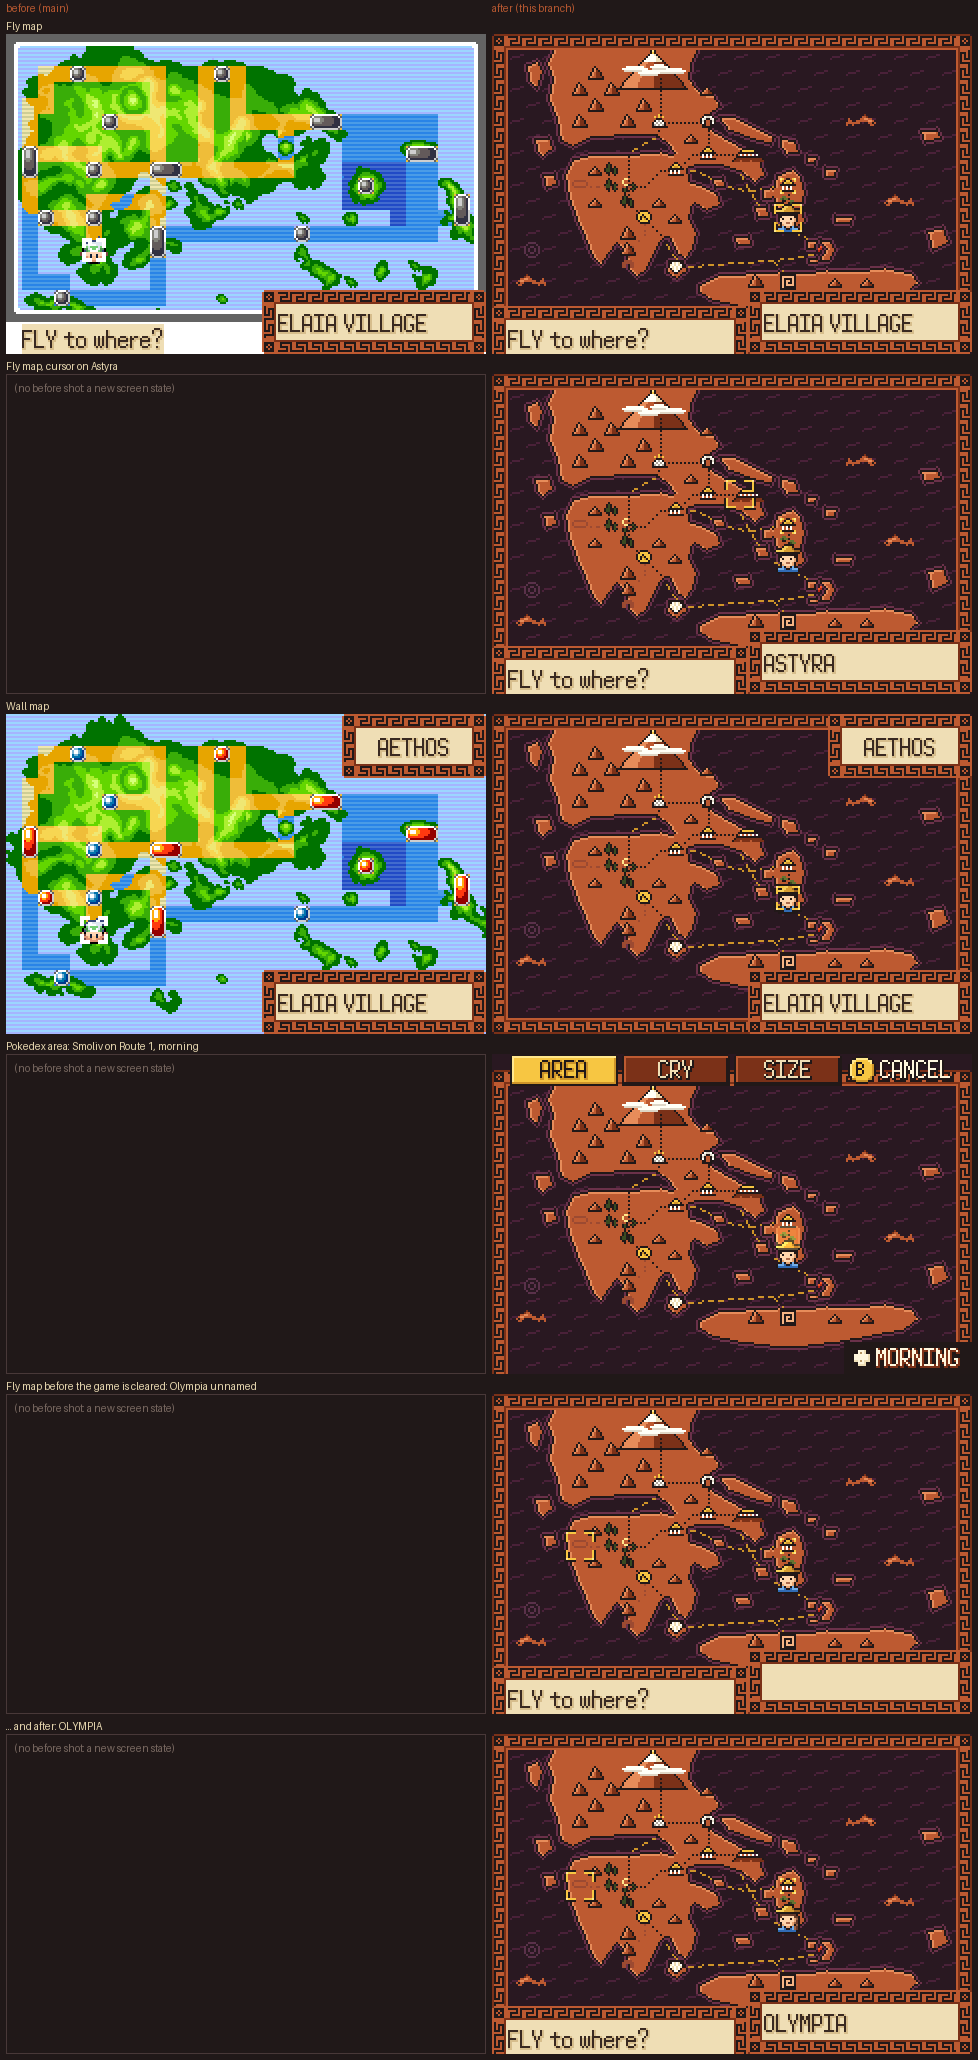 before (main)
after (this branch)
Fly map
FLY to where?
ELAIA VILLAGE
FLY to where?
ELAIA VILLAGE
Fly map, cursor on Astyra
(no before shot: a new screen state)
FLY to where?
ASTYRA
Wall map
AETHOS
ELAIA VILLAGE
AETHOS
ELAIA VILLAGE
Pokedex area: Smoliv on Route 1, morning
(no before shot: a new screen state)
AREA
CRY
SIZE
B CANCEL
MORNING
Fly map before the game is cleared: Olympia unnamed
(no before shot: a new screen state)
FLY to where?
... and after: OLYMPIA
(no before shot: a new screen state)
FLY to where?
OLYMPIA